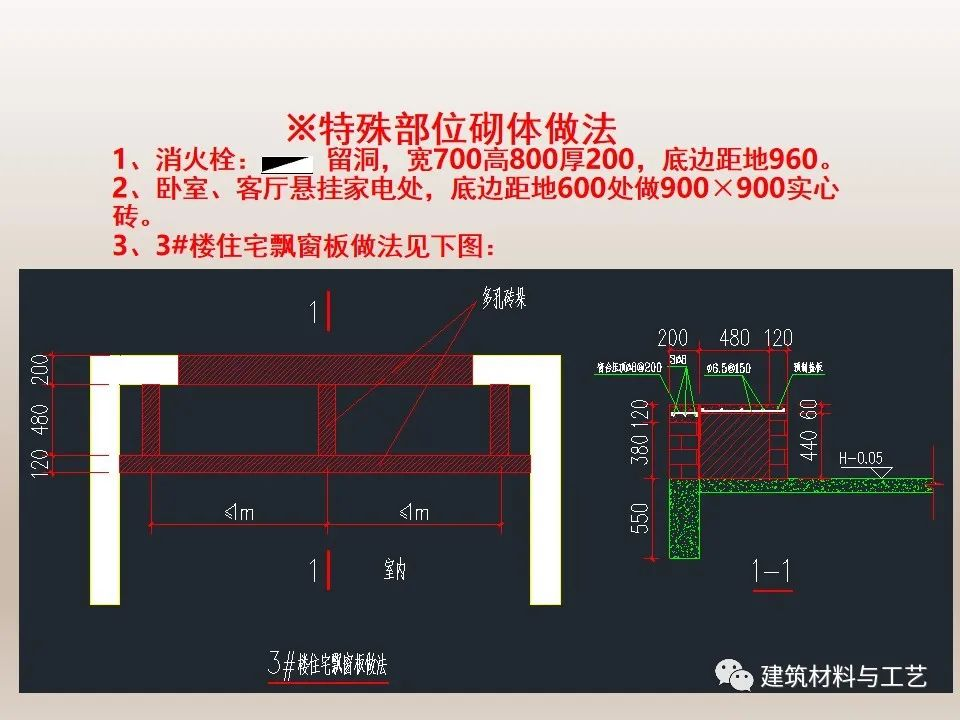 ※特殊部位砌体做法
1、消火栓： 留洞，宽700高800厚200，底边距地960。
2、卧室、客厅悬挂家电处，底边距地600处做900×900实心
砖。
3、3#楼住宅飘窗板做法见下图：
多孔砖垛
1
200
480
120
≤1m
≤1m
1
室内
3#楼住宅飘窗板做法
200
480
120
3Φ8
φ6.5@150
预制盖板
120
380
550
60
440
H-0.05
1-1
建筑材料与工艺